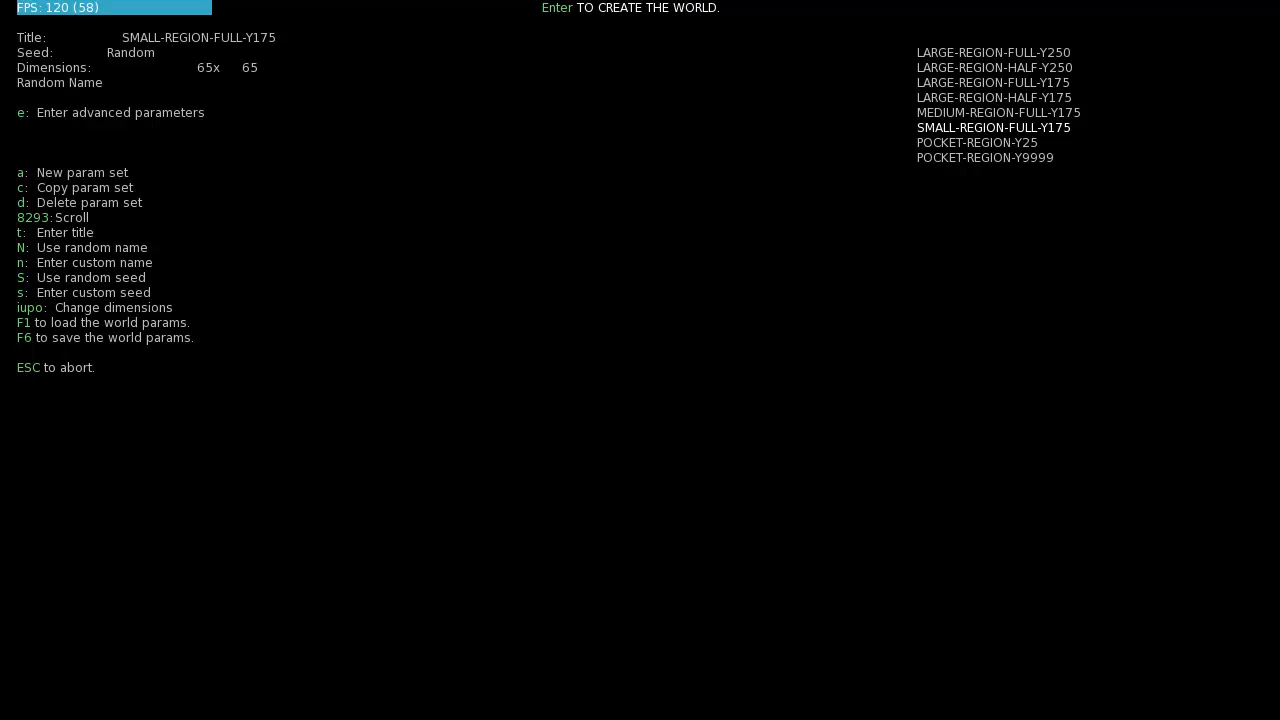 FPS: 120 (58)
Enter TO CREATE THE WORLD.
Title: SMALL-REGION-FULL-Y175
Seed: Random
Dimensions: 65x 65
Random Name
e: Enter advanced parameters
a: New param set
c: Copy param set
d: Delete param set
8293:Scroll
t: Enter title
N: Use random name
n: Enter custom name
S: Use random seed
s: Enter custom seed
iupo: Change dimensions
F1 to load the world params.
F6 to save the world params.
ESC to abort.
LARGE-REGION-FULL-Y250
LARGE-REGION-HALF-Y250
LARGE-REGION-FULL-Y175
LARGE-REGION-HALF-Y175
MEDIUM-REGION-FULL-Y175
SMALL-REGION-FULL-Y175
POCKET-REGION-Y25
POCKET-REGION-Y9999